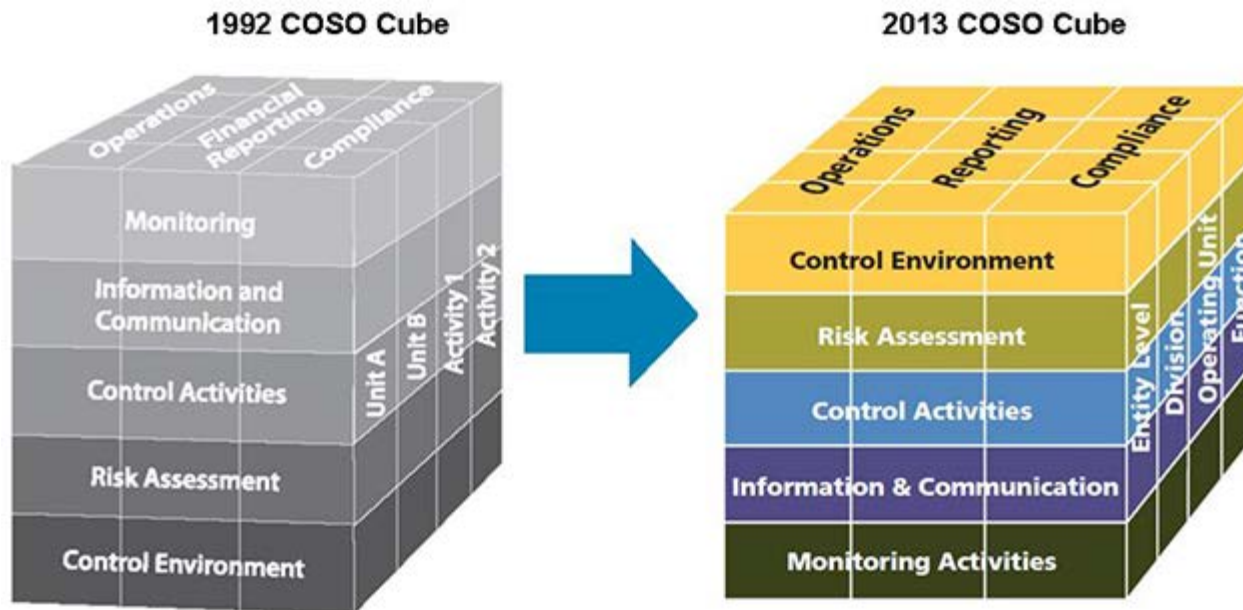 1992 COSO Cube
Operations
Financial
Reporting
Compliance
Monitoring
Information and
Communication
Control Activities
Risk Assessment
Control Environment
Unit A
Unit B
Activity 1
Activity 2
2013 COSO Cube
Operations
Reporting
Compliance
Control Environment
Risk Assessment
Control Activities
Information & Communication
Monitoring Activities
Entity Level
Division
Operating Unit
Function